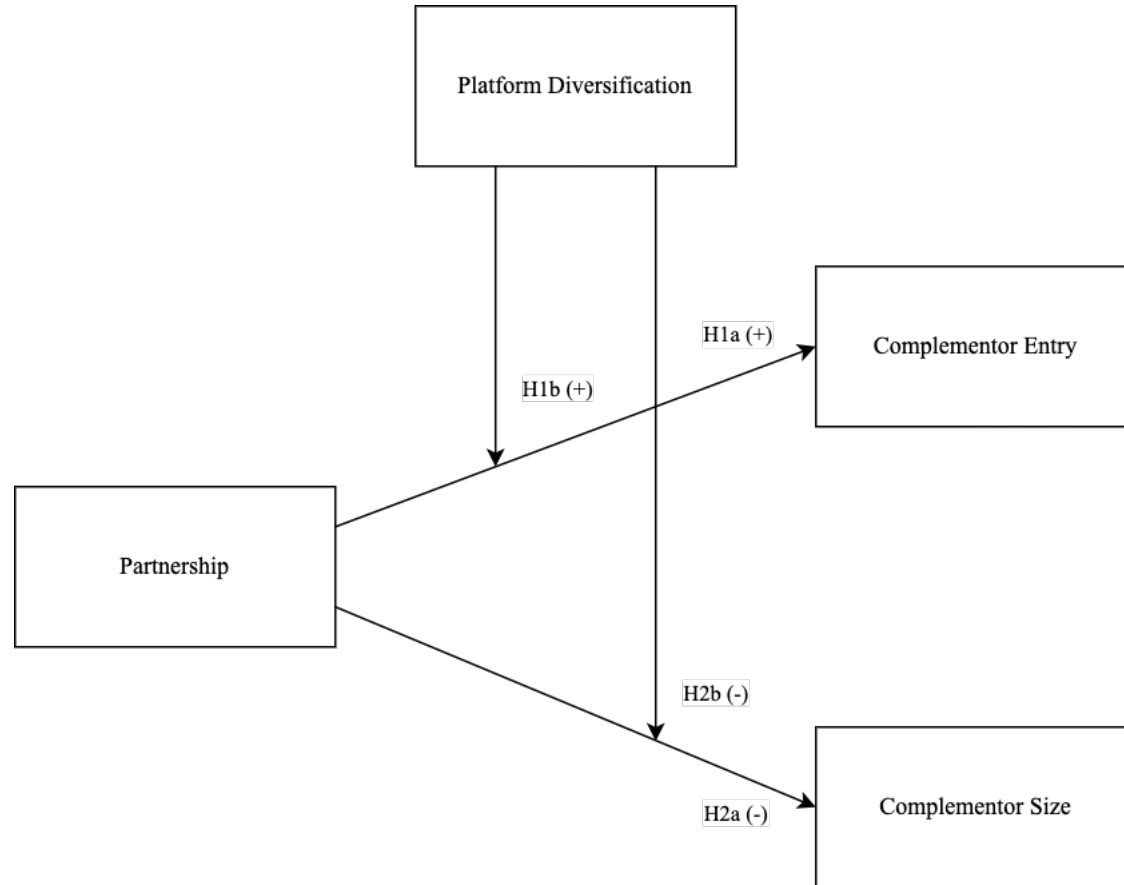 Platform Diversification
H1a (+)
Complementor Entry
H1b (+)
Partnership
H2b (-)
H2a (-)
Complementor Size